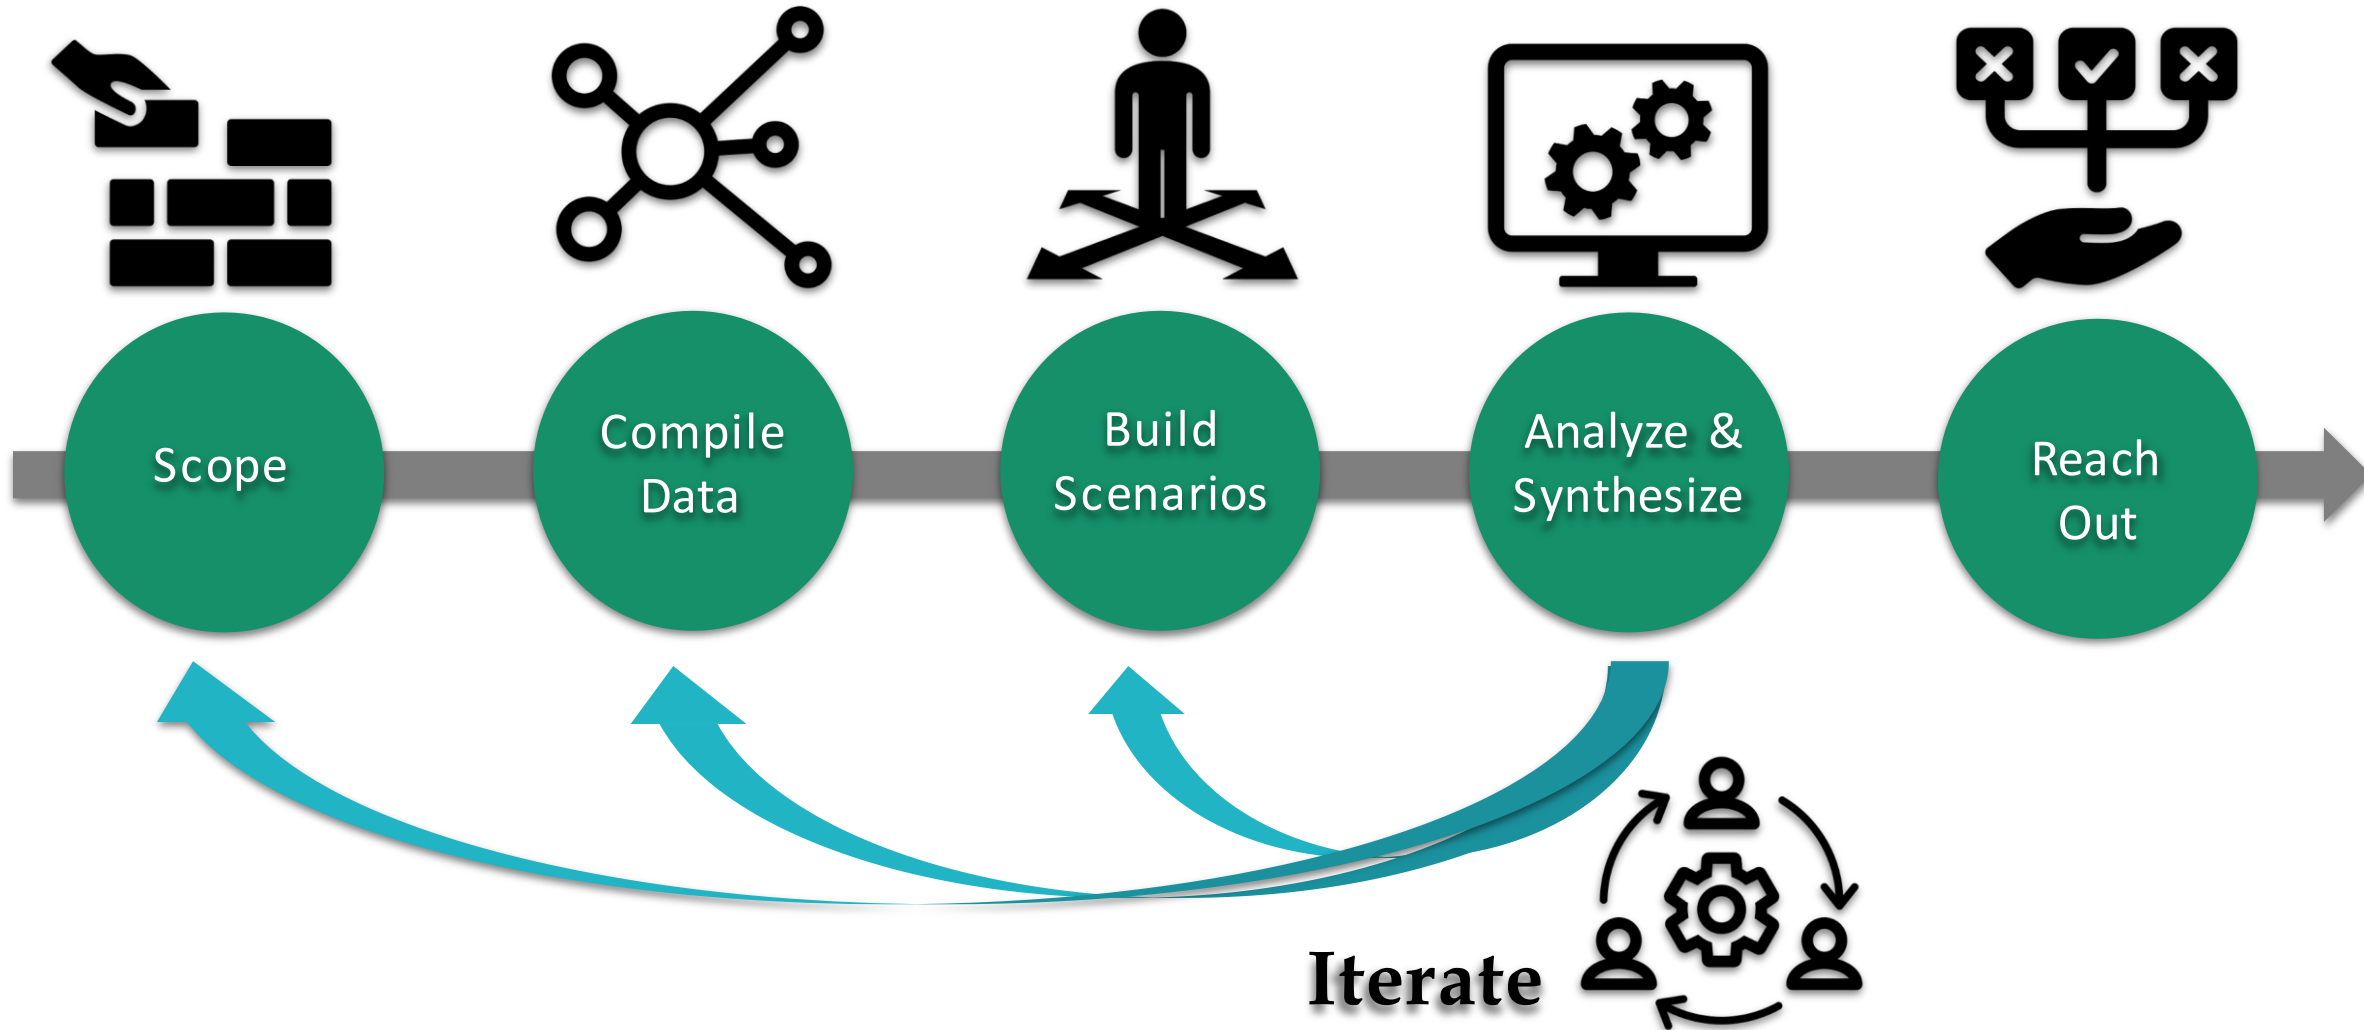 Scope
Compile
Data
Build
Scenarios
Analyze &
Synthesize
Reach
Out
Iterate